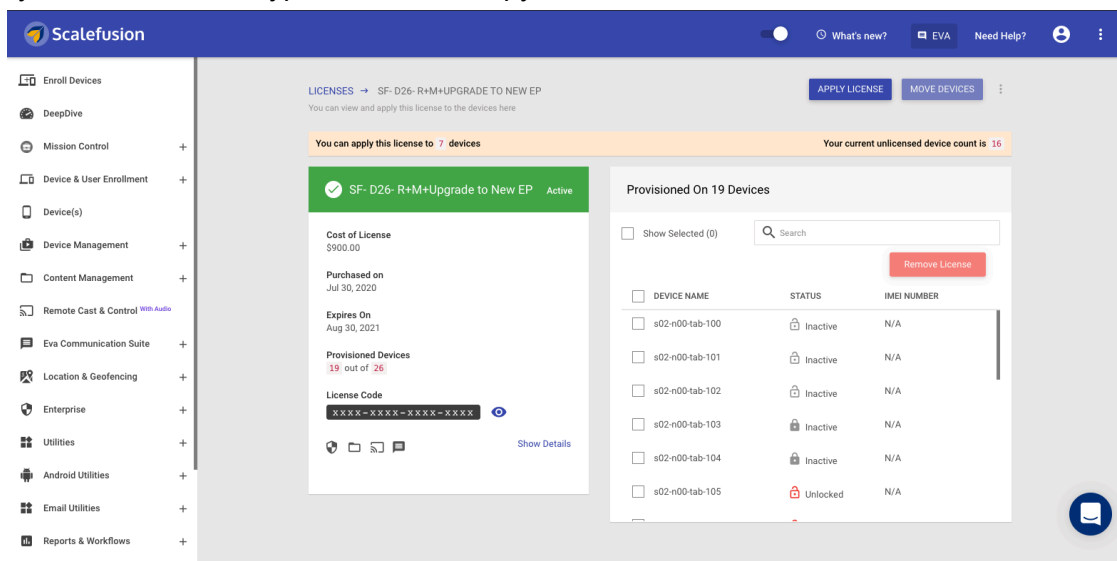 Scalefusion
What's new?
EVA
Need Help?
Enroll Devices
DeepDive
Mission Control +
Device & User Enrollment +
Device(s)
Device Management +
Content Management +
Remote Cast & Control With Audio
Eva Communication Suite +
Location & Geofencing +
Enterprise +
Utilities +
Android Utilities +
Email Utilities +
Reports & Workflows +
LICENSES → SF- D26- R+M+UPGRADE TO NEW EP
You can view and apply this license to the devices here
APPLY LICENSE
MOVE DEVICES
You can apply this license to 7 devices
Your current unlicensed device count is 16
SF- D26- R+M+Upgrade to New EP Active
Cost of License
$900.00
Purchased on
Jul 30, 2020
Expires On
Aug 30, 2021
Provisioned Devices
19 out of 26
License Code
xxxx-xxxx-xxxx-xxxx
Show Details
Provisioned On 19 Devices
Show Selected (0)
Search
Remove License
DEVICE NAME STATUS IMEI NUMBER
s02-n00-tab-100 Inactive N/A
s02-n00-tab-101 Inactive N/A
s02-n00-tab-102 Inactive N/A
s02-n00-tab-103 Inactive N/A
s02-n00-tab-104 Inactive N/A
s02-n00-tab-105 Unlocked N/A